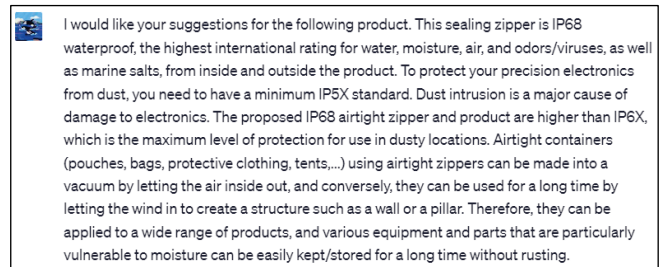 I would like your suggestions for the following product. This sealing zipper is IP68
waterproof, the highest international rating for water, moisture, air, and odors/viruses, as well
as marine salts, from inside and outside the product. To protect your precision electronics
from dust, you need to have a minimum IP5X standard. Dust intrusion is a major cause of
damage to electronics. The proposed IP68 airtight zipper and product are higher than IP6X,
which is the maximum level of protection for use in dusty locations. Airtight containers
(pouches, bags, protective clothing, tents,...) using airtight zippers can be made into a
vacuum by letting the air inside out, and conversely, they can be used for a long time by
letting the wind in to create a structure such as a wall or a pillar. Therefore, they can be
applied to a wide range of products, and various equipment and parts that are particularly
vulnerable to moisture can be easily kept/stored for a long time without rusting.